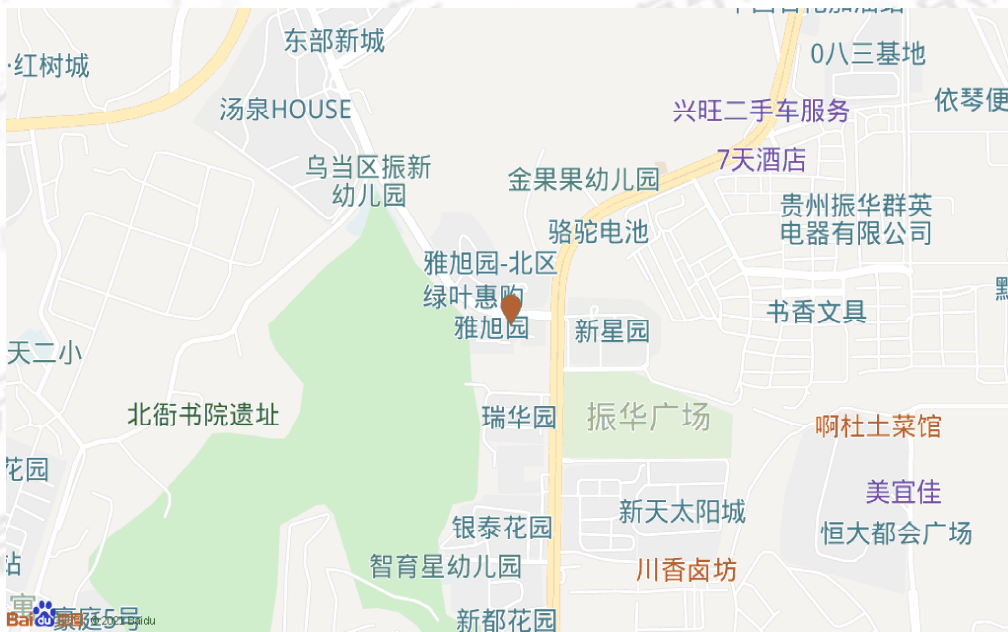 东部新城
0八三基地
·红树城
依琴便
汤泉HOUSE
兴旺二手车服务
7天酒店
乌当区振新
幼儿园
金果果幼儿园
贵州振华群英
电器有限公司
骆驼电池
雅旭园-北区
绿叶惠购
书香文具
雅旭园
新星园
天二小
北衙书院遗址
瑞华园
振华广场
啊杜土菜馆
花园
美宜佳
新天太阳城
银泰花园
恒大都会广场
站
智育星幼儿园
川香卤坊
豪庭5号
新都花园
Baidu